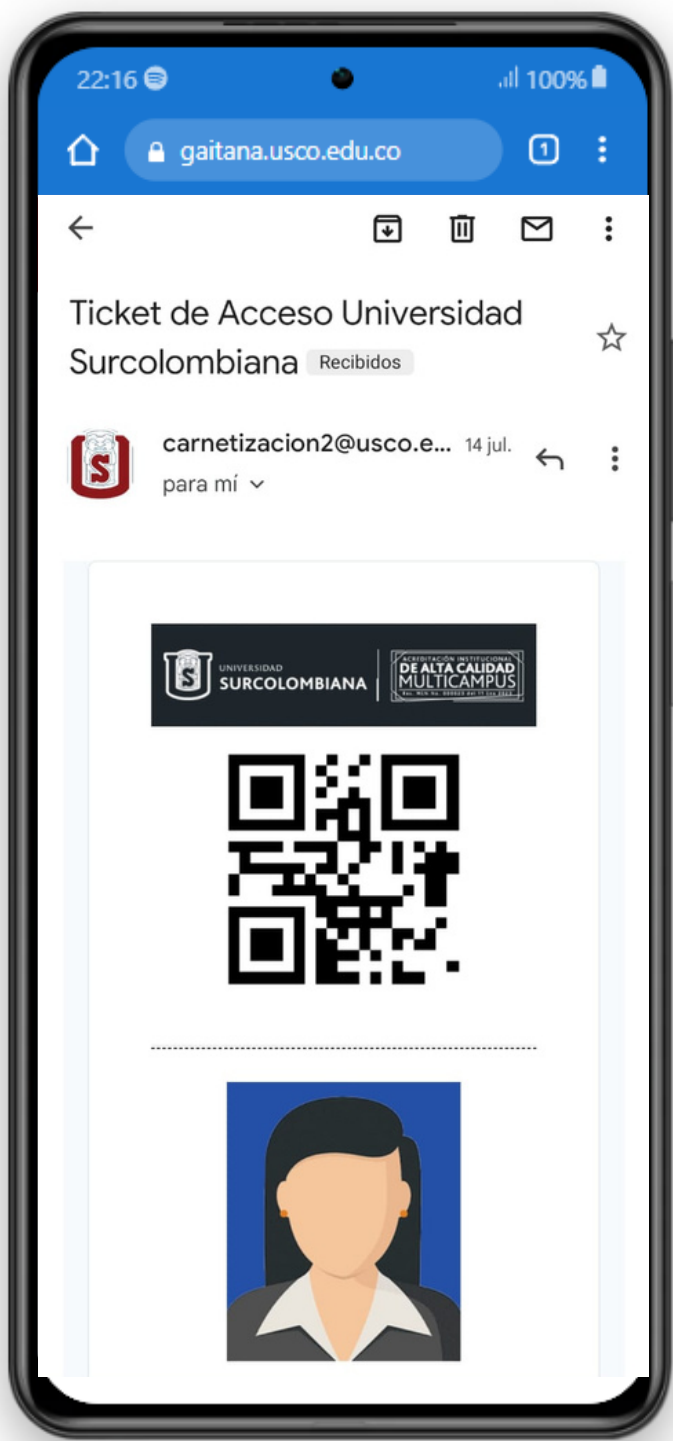 22:16
100%
gaitana.usco.edu.co
1
Ticket de Acceso Universidad
Surcolombiana Recibidos
carnetizacion2@usco.e... 14 jul.
para mí
S
UNIVERSIDAD
SURCOLOMBIANA
ACREDITACIÓN INSTITUCIONAL
DE ALTA CALIDAD
MULTICAMPUS